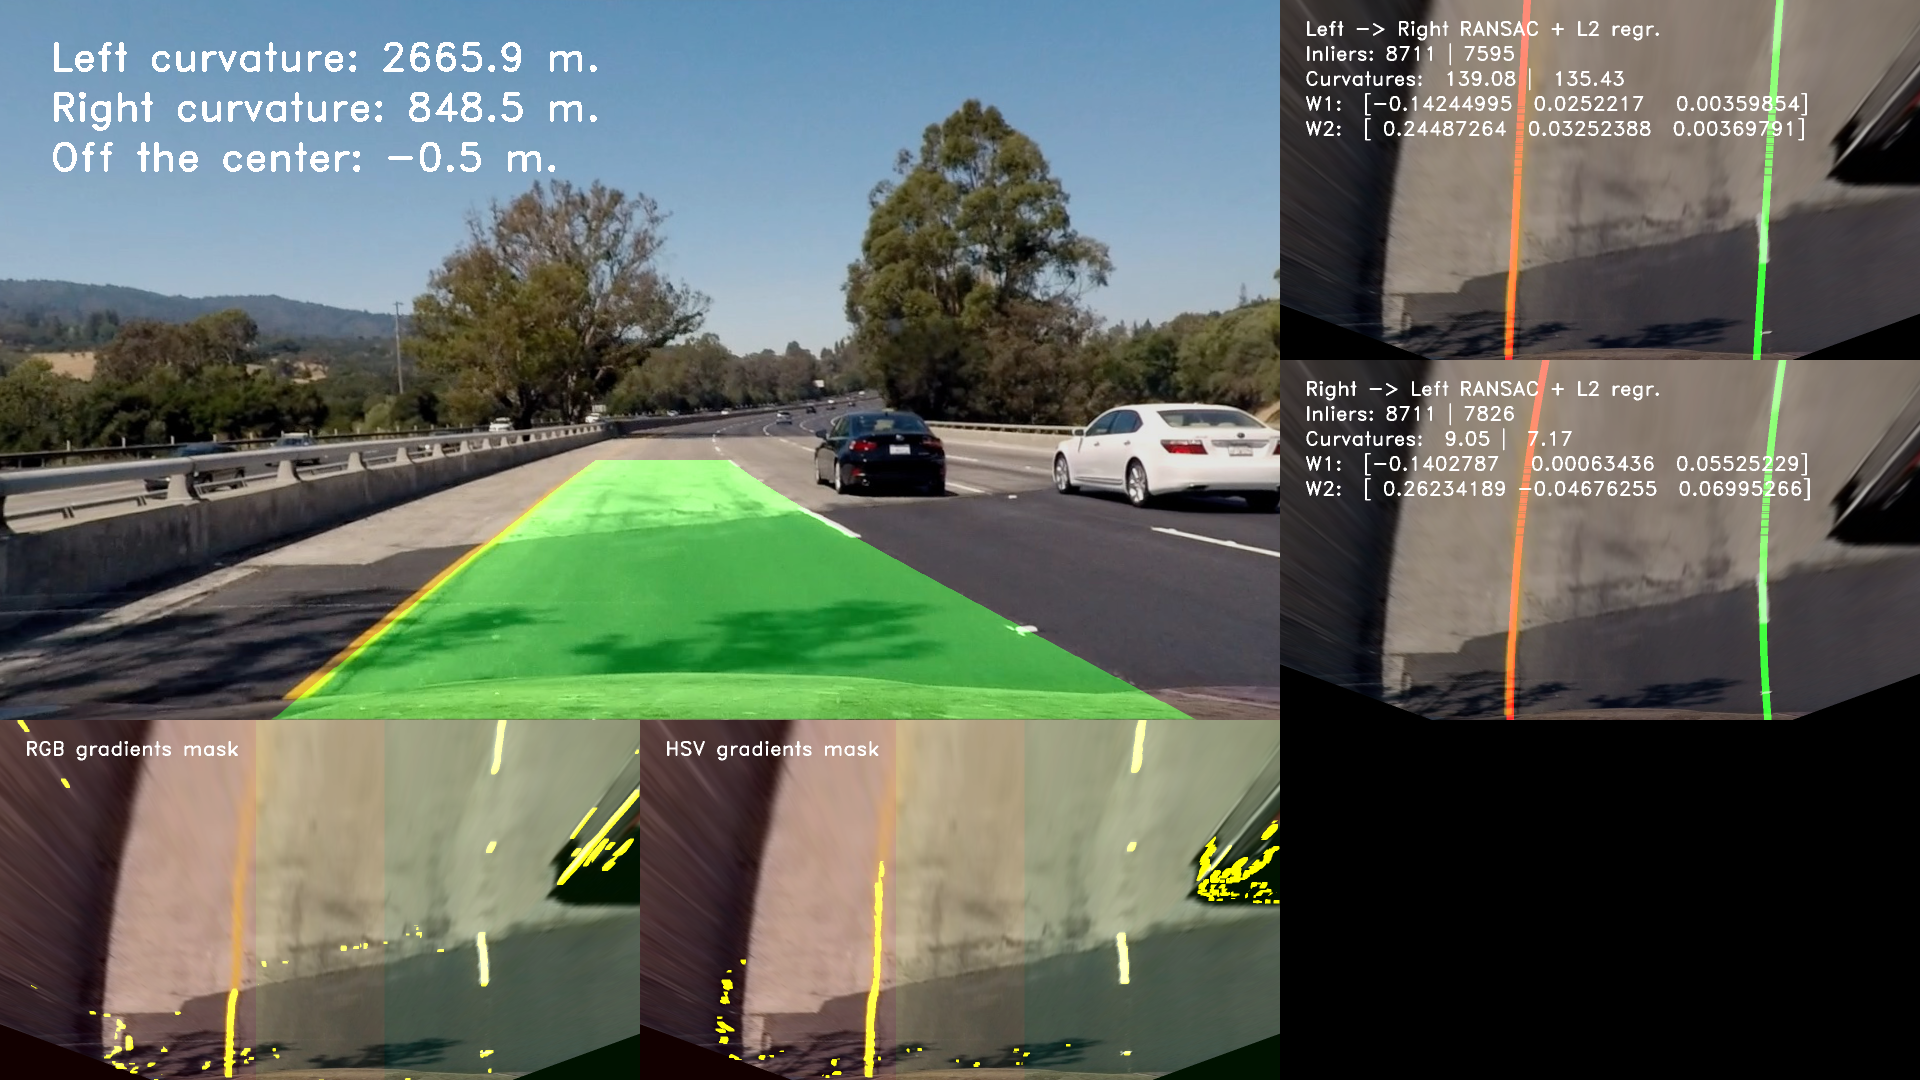 Left curvature: 2665.9 m.
Right curvature: 848.5 m.
Off the center: -0.5 m.
Left -> Right RANSAC + L2 regr.
Inliers: 8711 | 7595
Curvatures: 139.08 | 135.43
W1: [-0.14244995 0.0252217 0.00359854]
W2: [ 0.24487264 0.03252388 0.00369791]
Right -> Left RANSAC + L2 regr.
Inliers: 8711 | 7826
Curvatures: 9.05 | 7.17
W1: [-0.1402787 0.00063436 0.05525229]
W2: [ 0.26234189 -0.04676255 0.06995266]
RGB gradients mask
HSV gradients mask